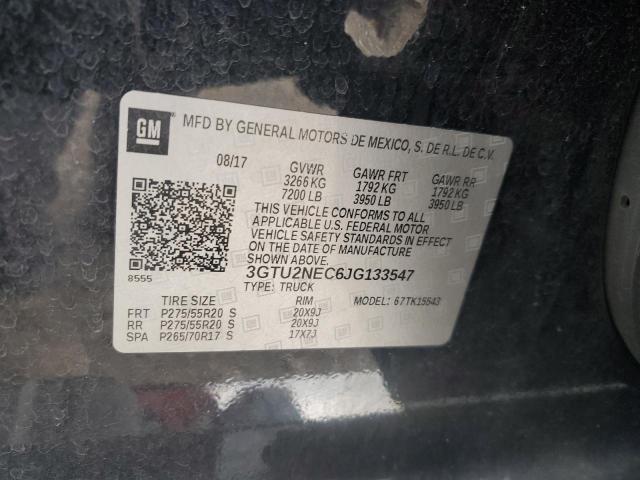 GM MFD BY GENERAL MOTORS DE MEXICO, S. DE R.L. DE C.V.
08/17 GVWR GAWR FRT GAWR RR
3266 KG 1792 KG 1792 KG
7200 LB 3950 LB 3950 LB
THIS VEHICLE CONFORMS TO ALL
APPLICABLE U.S. FEDERAL MOTOR
VEHICLE SAFETY STANDARDS IN EFFECT
ON THE DATE OF MANUFACTURE
SHOWN ABOVE.
8555 3GTU2NEC6JG133547
TYPE: TRUCK
TIRE SIZE RIM MODEL: 67TK15543
FRT P275/55R20 S 20X9J
RR P275/55R20 S 20X9J
SPA P265/70R17 S 17X7J